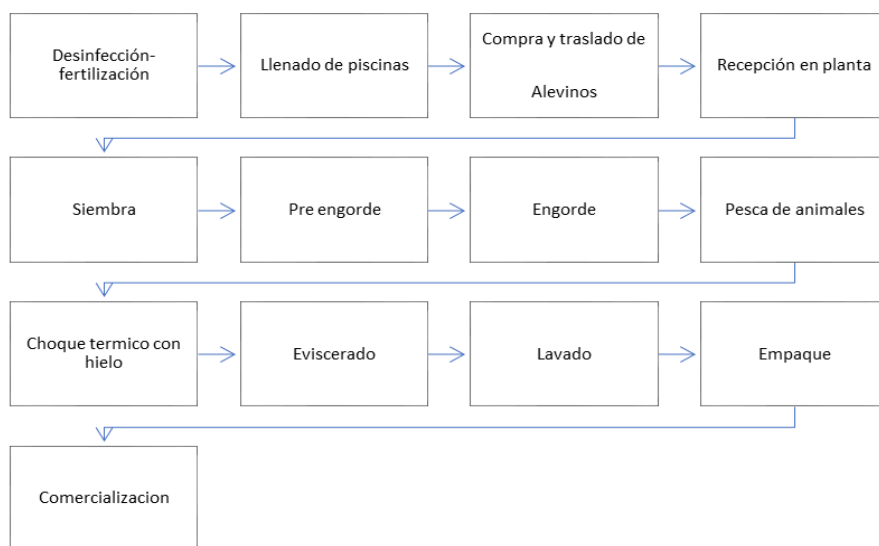 Desinfección-
fertilización
Llenado de piscinas
Compra y traslado de
Alevinos
Recepción en planta
Siembra
Pre engorde
Engorde
Pesca de animales
Choque termico con
hielo
Eviscerado
Lavado
Empaque
Comercializacion